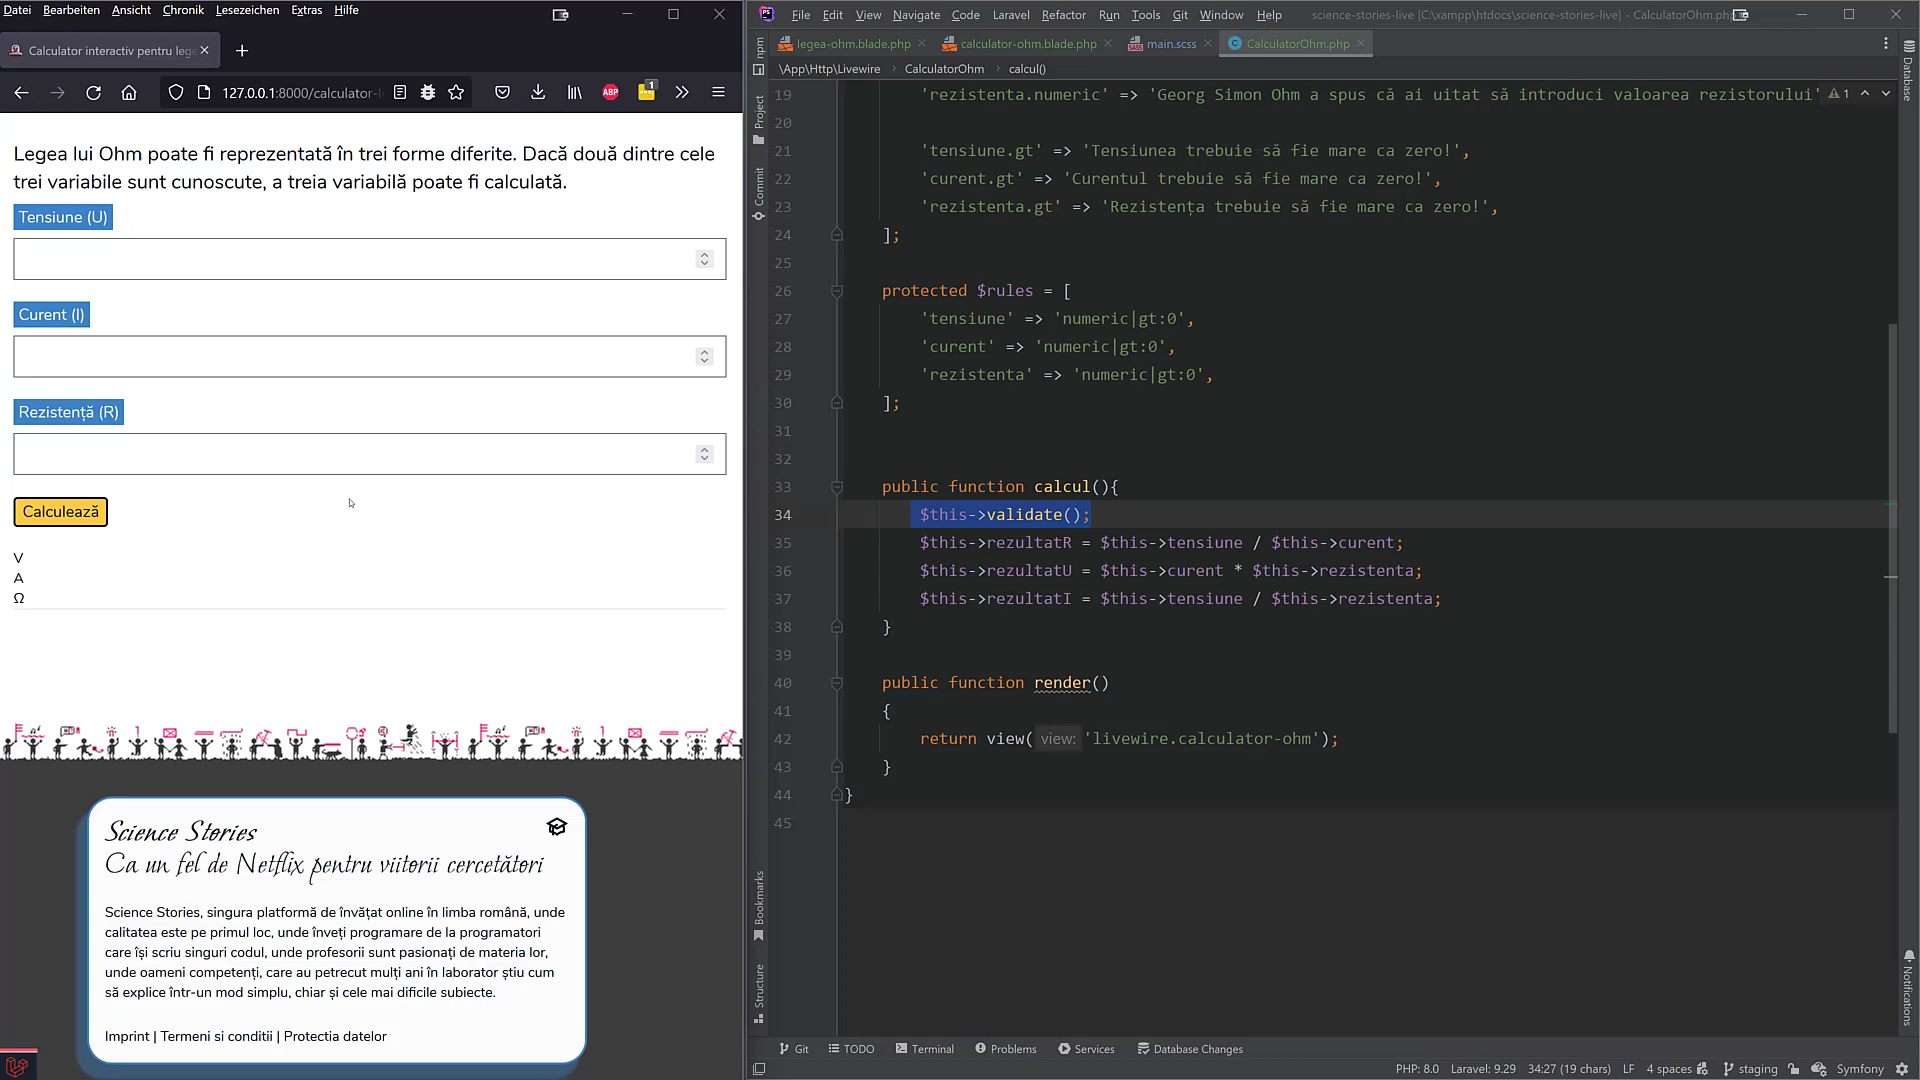 Datei Bearbeiten Ansicht Chronik Lesezeichen Extras Hilfe
Calculator interactiv pentru leg
127.0.0.1:8000/calculator-
ABP
1
Legea lui Ohm poate fi reprezentată în trei forme diferite. Dacă două dintre cele
trei variabile sunt cunoscute, a treia variabilă poate fi calculată.
Tensiune (U)
Curent (I)
Rezistență (R)
Calculează
V
A
Ω
Science Stories
Ca un fel de Netflix pentru viitorii cercetători
Science Stories, singura platformă de învățat online în limba română, unde
calitatea este pe primul loc, unde înveți programare de la programatori
care își scriu singuri codul, unde profesorii sunt pasionați de materia lor,
unde oameni competenți, care au petrecut mulți ani în laborator știu cum
să explice într-un mod simplu, chiar și cele mai dificile subiecte.
Imprint | Termeni si conditii | Protectia datelor
PS File Edit View Navigate Code Laravel Refactor Run Tools Git Window Help science-stories-live [C:\xampp\htdocs\science-stories-live] - CalculatorOhm.php
legea-ohm.blade.php calculator-ohm.blade.php main.scss CalculatorOhm.php
\App\Http\Livewire CalculatorOhm calcul()
npm
Project
Commit
Bookmarks
Structure
19 'rezistenta.numeric' => 'Georg Simon Ohm a spus că ai uitat să introduci valoarea rezistorului' 1
20
21 'tensiune.gt' => 'Tensiunea trebuie să fie mare ca zero!',
22 'curent.gt' => 'Curentul trebuie să fie mare ca zero!',
23 'rezistenta.gt' => 'Rezistența trebuie să fie mare ca zero!',
24 ];
25
26 protected $rules = [
27 'tensiune' => 'numeric|gt:0',
28 'curent' => 'numeric|gt:0',
29 'rezistenta' => 'numeric|gt:0',
30 ];
31
32
33 public function calcul(){
34 $this->validate();
35 $this->rezultatR = $this->tensiune / $this->curent;
36 $this->rezultatU = $this->curent * $this->rezistenta;
37 $this->rezultatI = $this->tensiune / $this->rezistenta;
38 }
39
40 public function render()
41 {
42 return view( view: 'livewire.calculator-ohm');
43 }
44 }
45
Database
Notifications
Git TODO Terminal Problems Services Database Changes
PHP: 8.0 Laravel: 9.29 34:27 (19 chars) LF 4 spaces staging Symfony